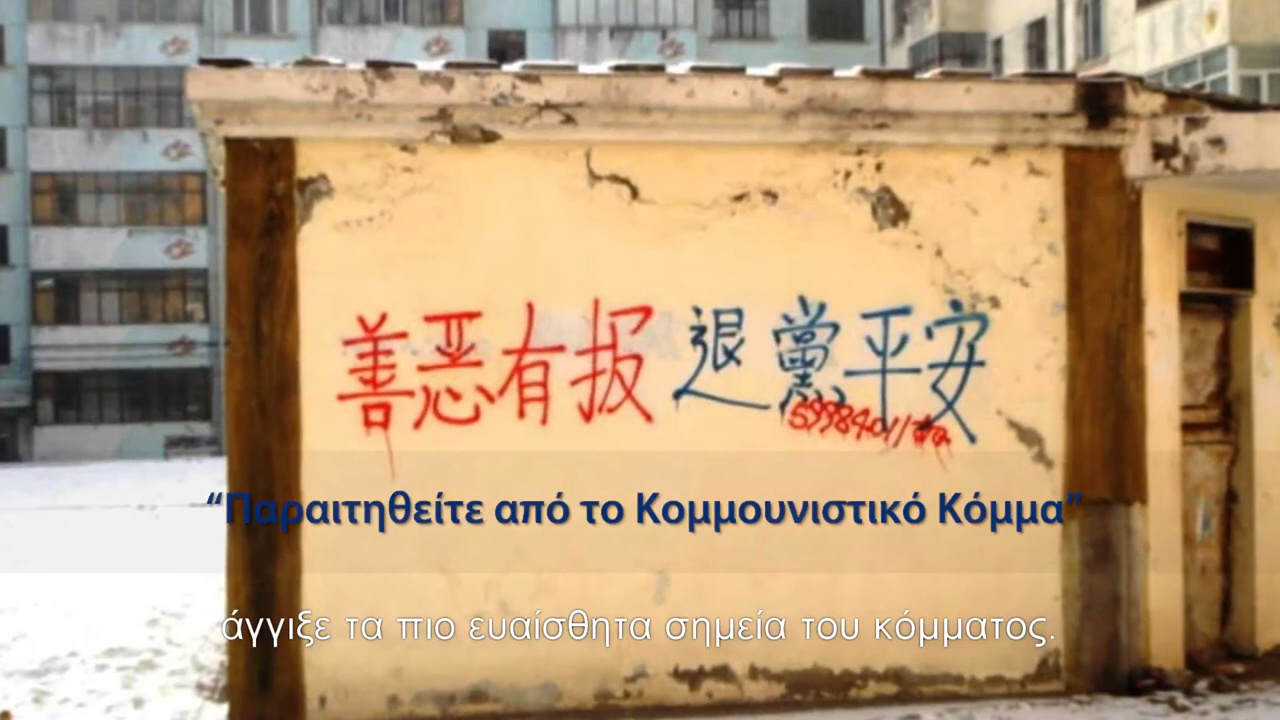 善恶有报 退黨平安
“Παραιτηθείτε από το Κομμουνιστικό Κόμμα”
άγγιξε τα πιο ευαίσθητα σημεία του κόμματος.